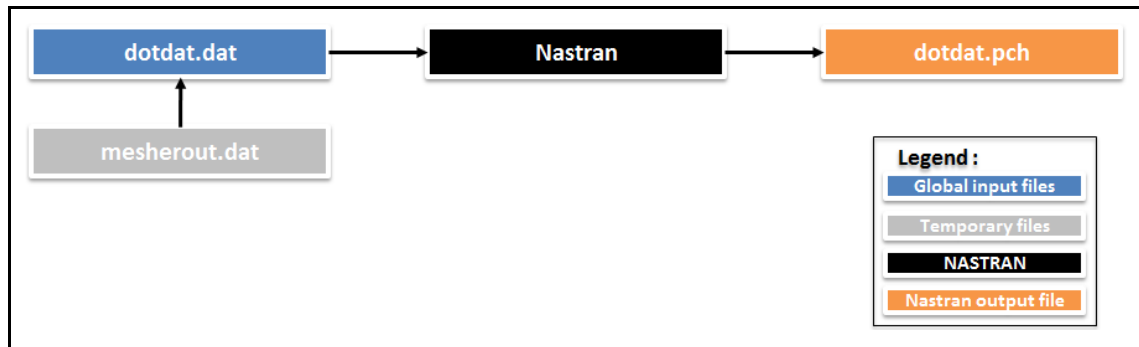 dotdat.dat
Nastran
dotdat.pch
mesherout.dat
Legend :
Global input files
Temporary files
NASTRAN
Nastran output file